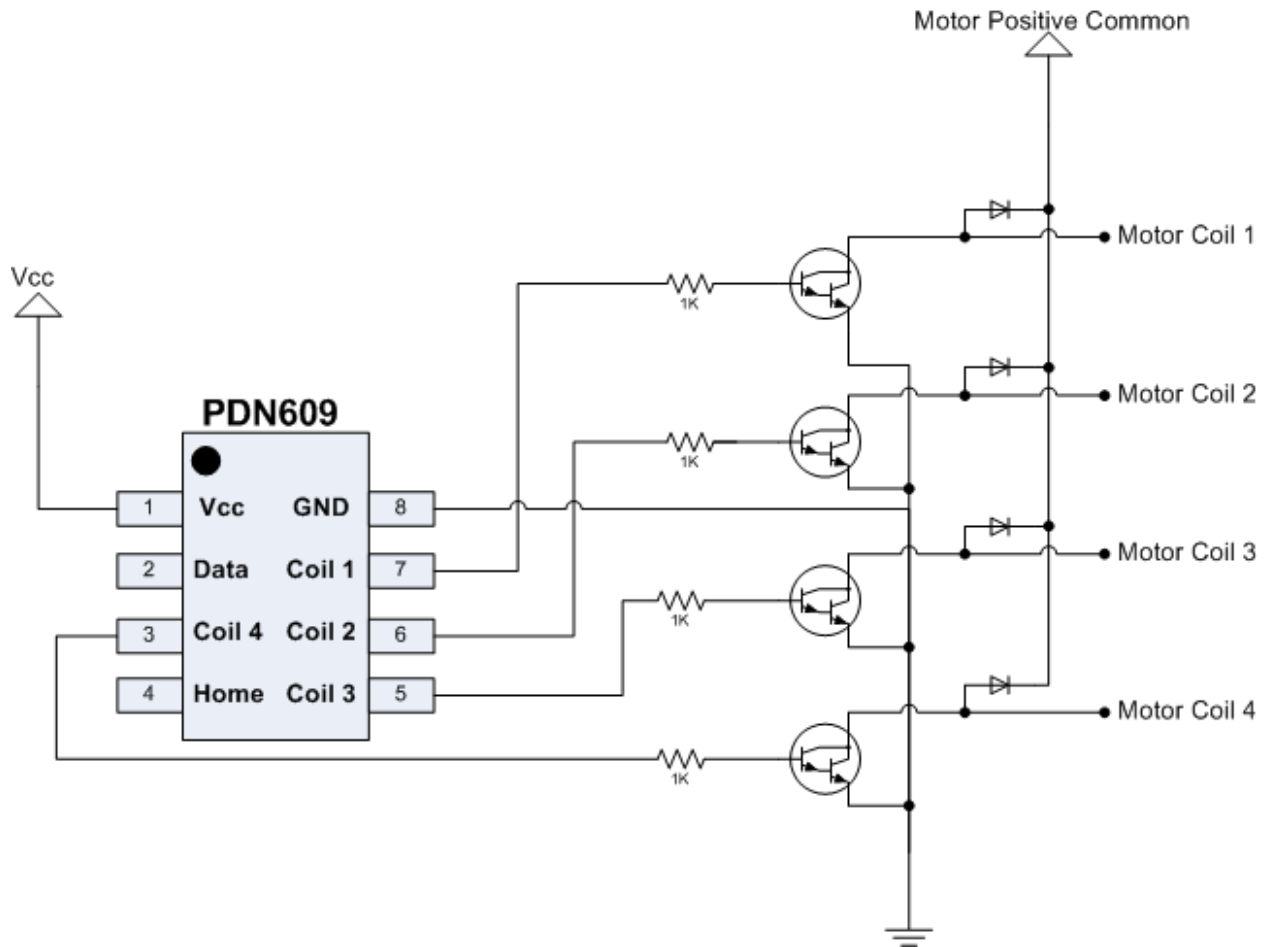 Motor Positive Common
Motor Coil 1
Vcc
1K
Motor Coil 2
PDN609
1K
1 Vcc GND 8
2 Data Coil 1 7
Motor Coil 3
3 Coil 4 Coil 2 6
1K
4 Home Coil 3 5
Motor Coil 4
1K